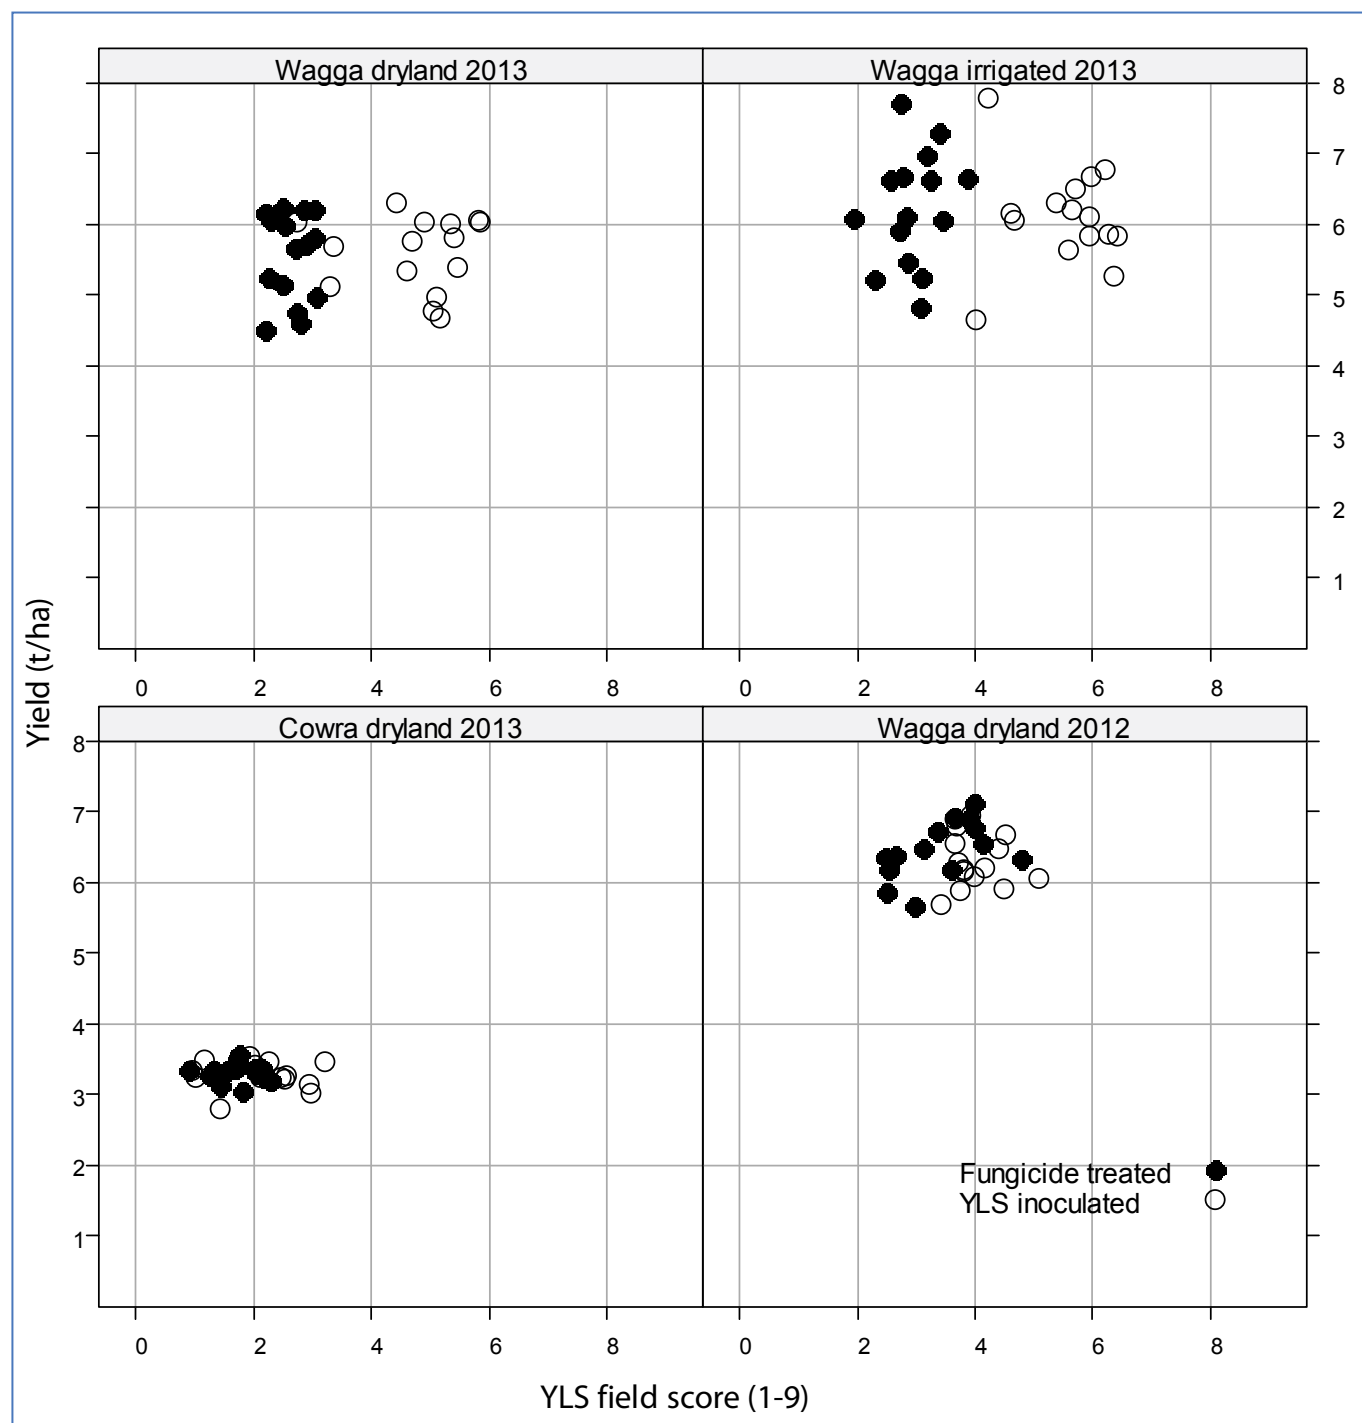 Wagga dryland 2013
Wagga irrigated 2013
8
7
6
5
4
3
2
1
0 2 4 6 8
0 2 4 6 8
Yield (t/ha)
Cowra dryland 2013
Wagga dryland 2012
8
7
6
5
4
3
2
1
Fungicide treated
YLS inoculated
0 2 4 6 8
0 2 4 6 8
YLS field score (1-9)